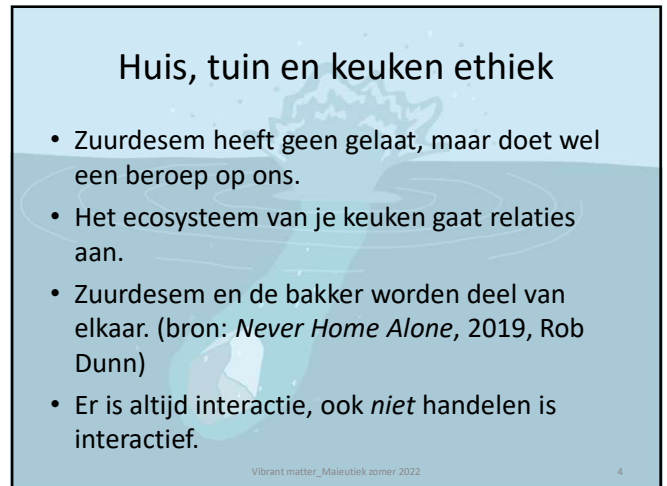 Huis, tuin en keuken ethiek
• Zuurdesem heeft geen gelaat, maar doet wel
een beroep op ons.
• Het ecosysteem van je keuken gaat relaties
aan.
• Zuurdesem en de bakker worden deel van
elkaar. (bron: Never Home Alone, 2019, Rob
Dunn)
• Er is altijd interactie, ook niet handelen is
interactief.
Vibrant matter_Maieutiek zomer 2022 4